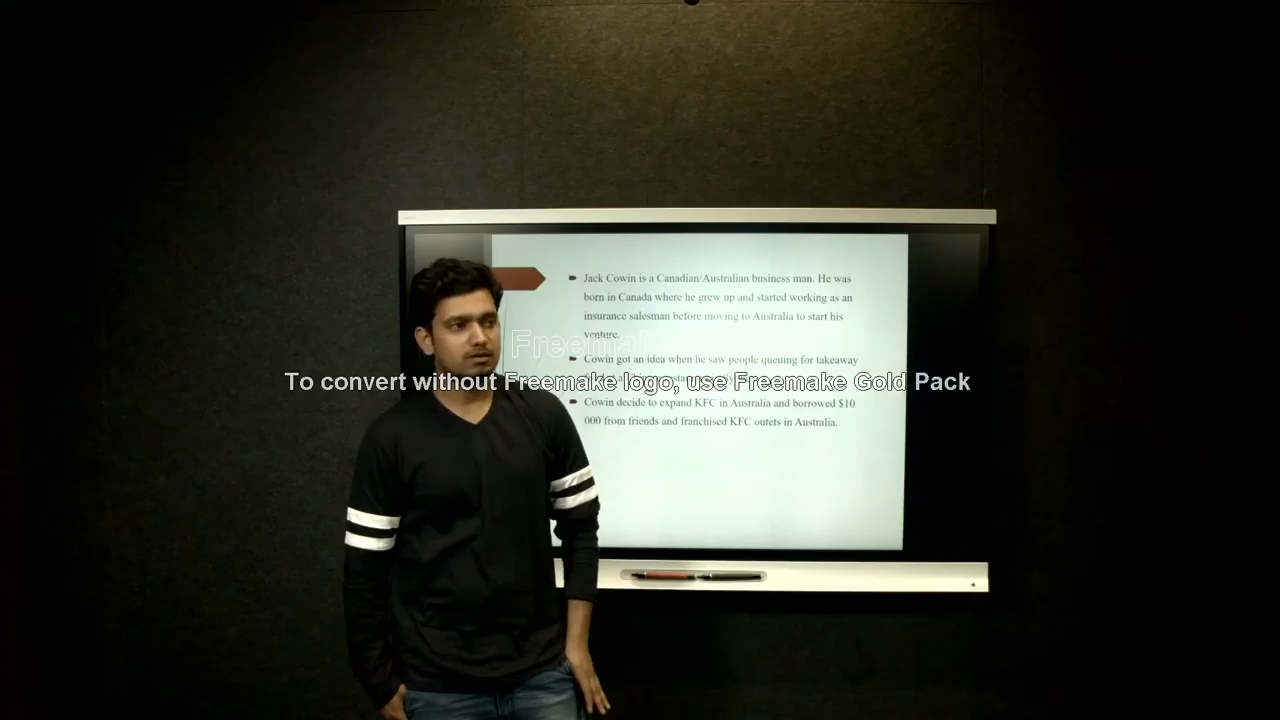 Jack Cowin is a Canadian/Australian business man. He was
born in Canada where he grew up and started working as an
insurance salesman before moving to Australia to start his
venture.
Freemak
Cowin got an idea when he saw people queuing for takeaway
To convert without Freemake logo, use Freemake Gold Pack
Cowin decide to expand KFC in Australia and borrowed $10
000 from friends and franchised KFC outets in Australia.